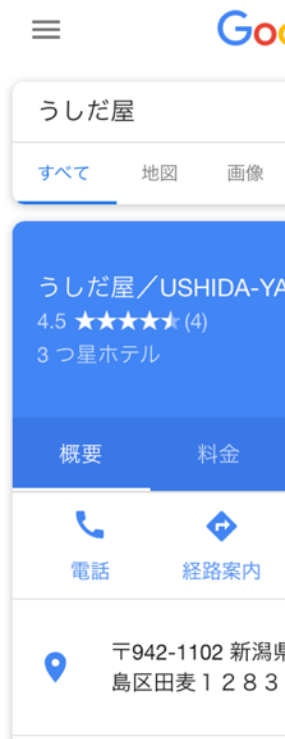 うしだ屋
すべて 地図 画像
うしだ屋／USHIDA-YA
4.5 ★★★★★ (4)
3 つ星ホテル
概要 料金
電話 経路案内
〒942-1102 新潟県
島区田麦１２８３